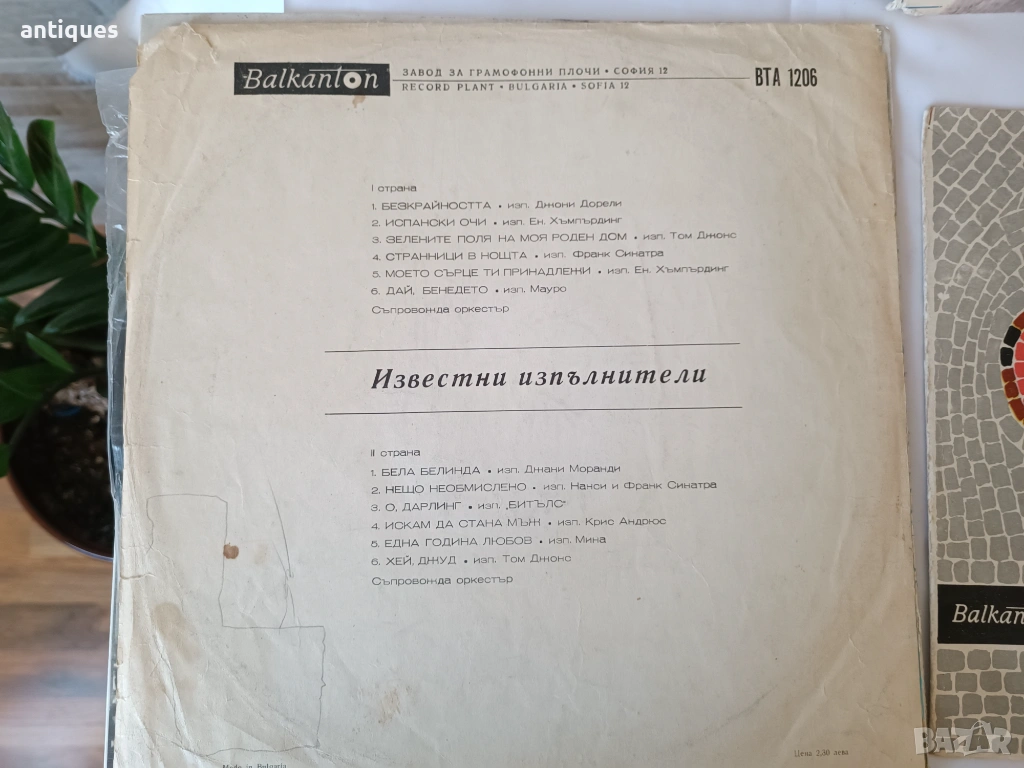 antiques
Balkanton
ЗАВОД ЗА ГРАМОФОННИ ПЛОЧИ • СОФИЯ 12
RECORD PLANT • BULGARIA • SOFIA 12
ВТА 1206
I страна
1. БЕЗКРАЙНОСТТА • изп. Джони Дорели
2. ИСПАНСКИ ОЧИ • изп. Ен. Хъмпърдинг
3. ЗЕЛЕНИТЕ ПОЛЯ НА МОЯ РОДЕН ДОМ • изп. Том Джонс
4. СТРАННИЦИ В НОЩТА • изп. Франк Синатра
5. МОЕТО СЪРЦЕ ТИ ПРИНАДЛЕЖИ • изп. Ен. Хъмпърдинг
6. ДАЙ, БЕНЕДЕТО • изп. Мауро
Съпровожда оркестър
Известни изпълнители
II страна
1. БЕЛА БЕЛИНДА • изп. Джани Моранди
2. НЕЩО НЕОБМИСЛЕНО • изп. Нанси и Франк Синатра
3. О, ДАРЛИНГ • изп. „БИТЪЛС"
4. ИСКАМ ДА СТАНА МЪЖ • изп. Крис Андрюс
5. ЕДНА ГОДИНА ЛЮБОВ • изп. Мина
6. ХЕЙ, ДЖУД • изп. Том Джонс
Съпровожда оркестър
Made in Bulgaria
Цена 2,30 лева
Balkan
BAZAR